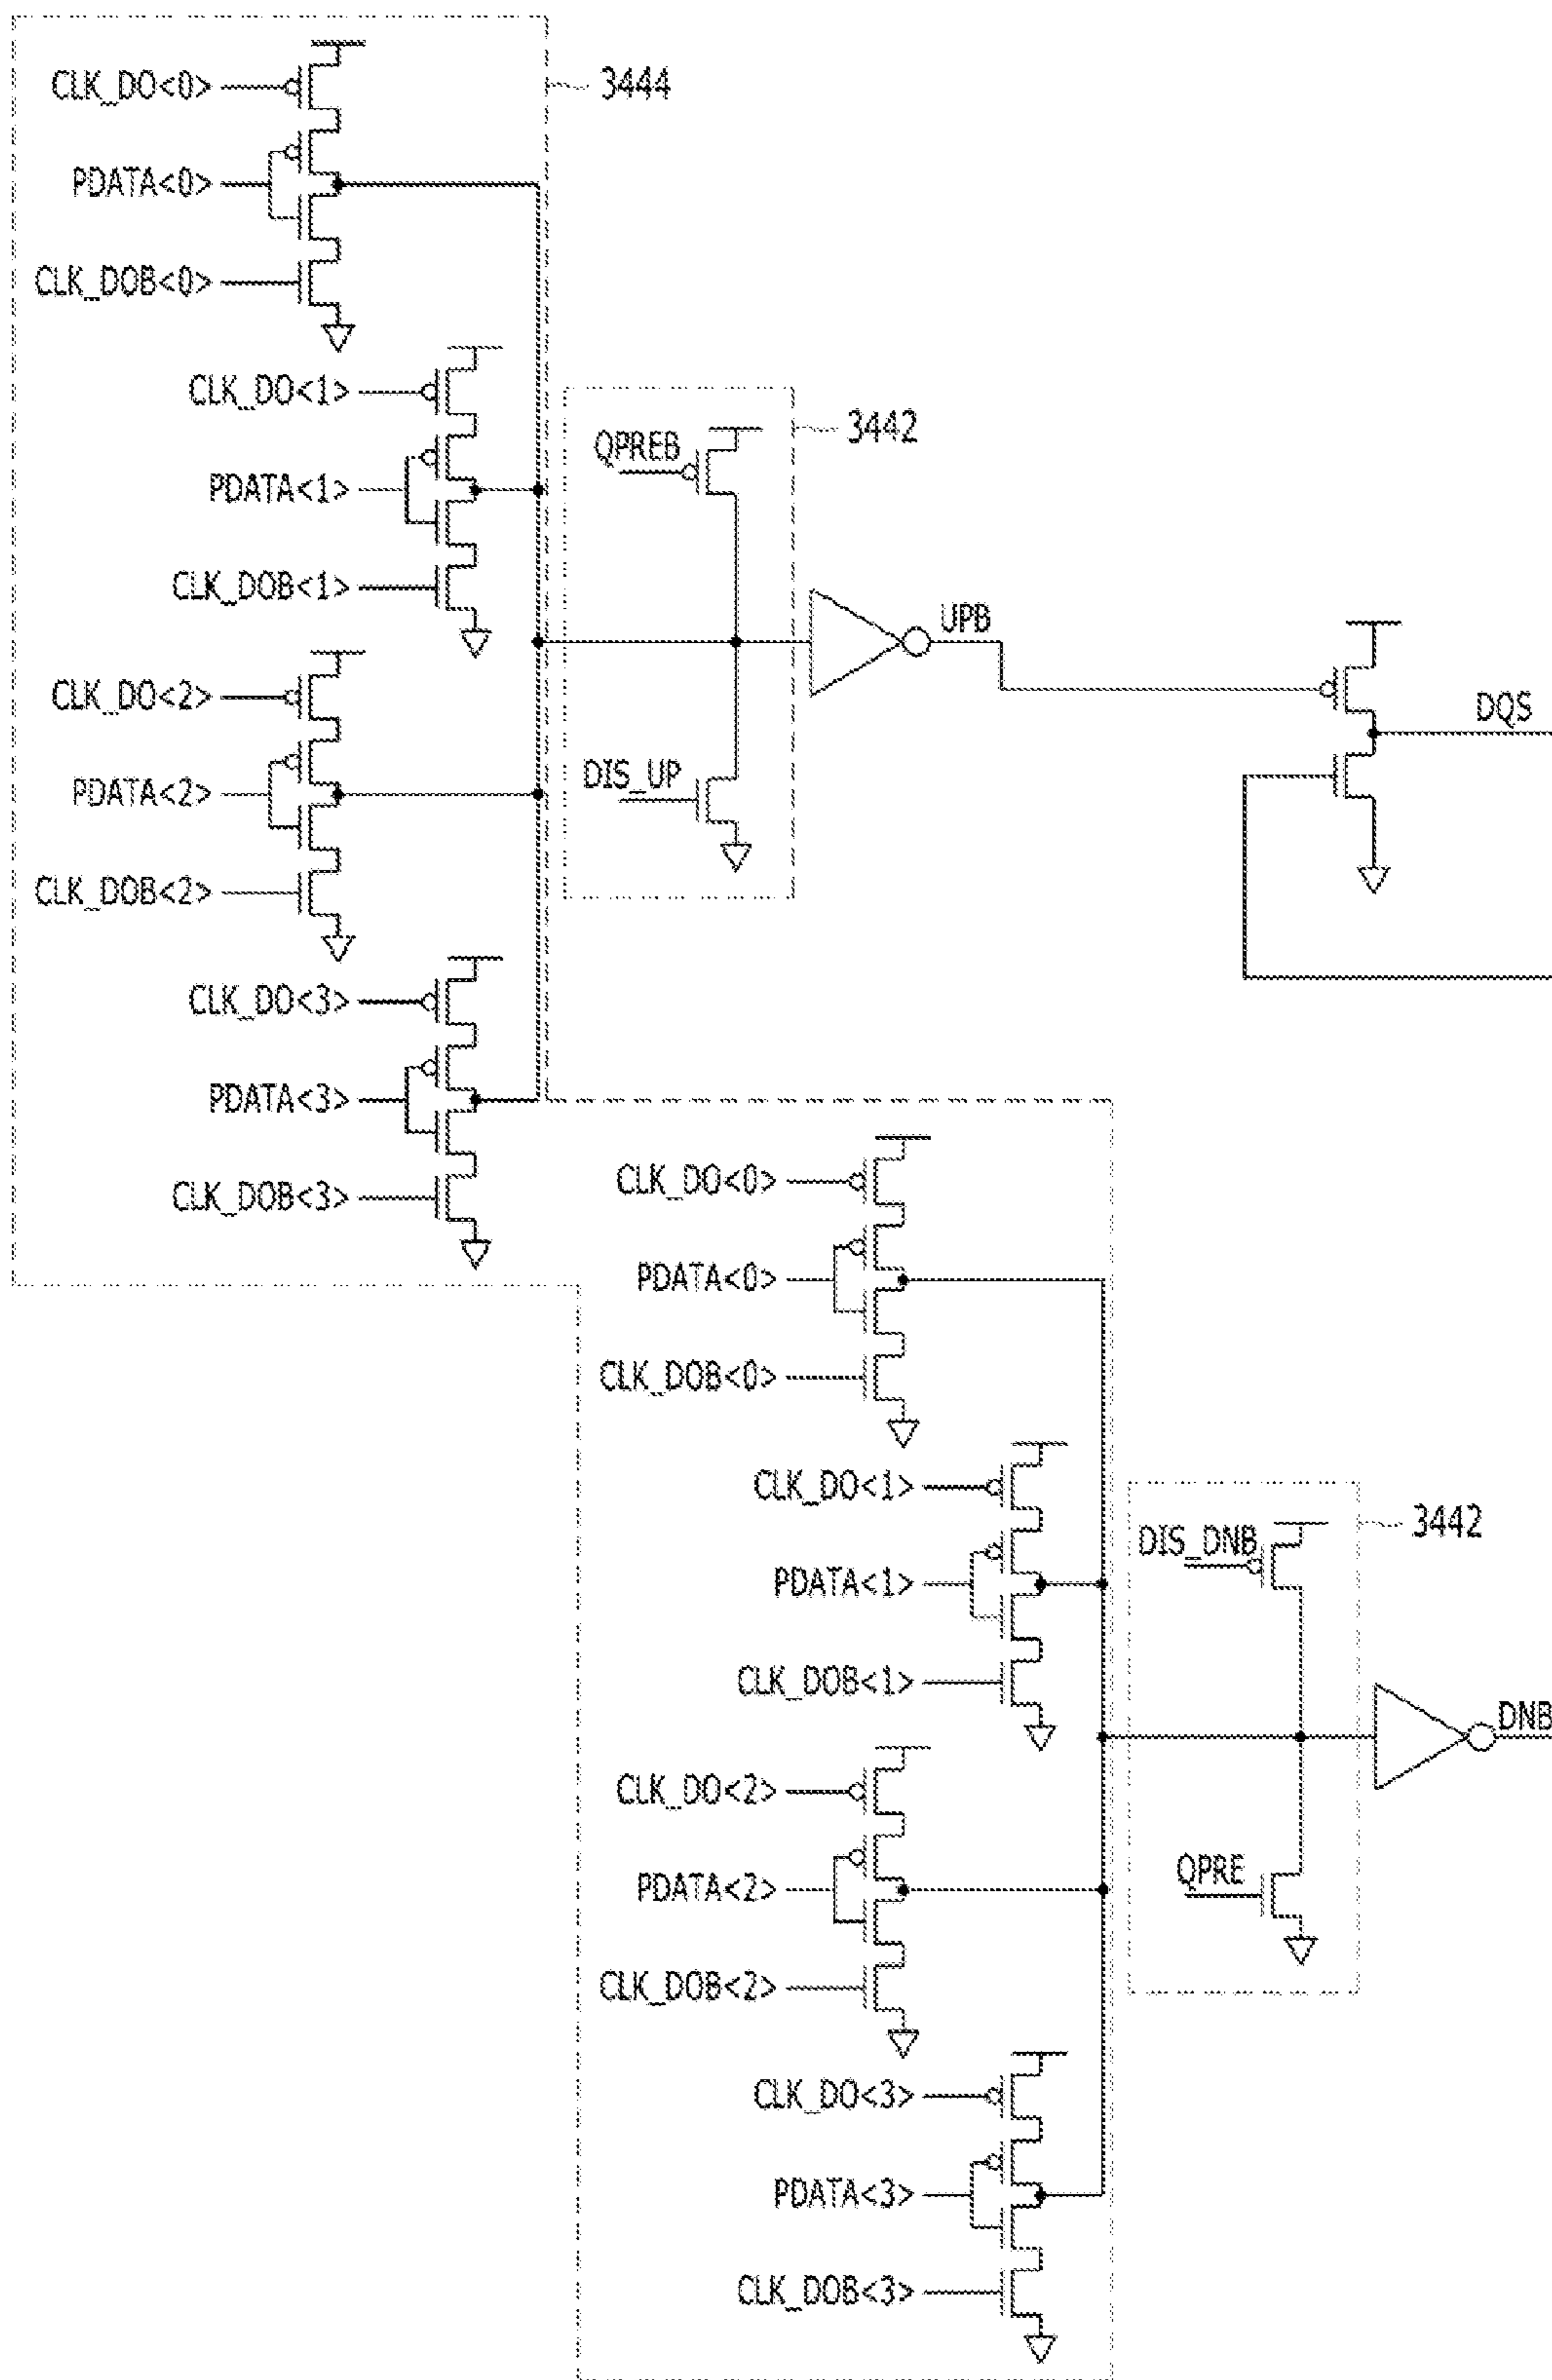 CLK_DO<0>
3444
PDATA<0>
CLK_DOB<0>
CLK_DO<1>
PDATA<1>
CLK_DOB<1>
QPREB
3442
UPB
DQS
DIS_UP
CLK_DO<2>
PDATA<2>
CLK_DOB<2>
CLK_DO<3>
PDATA<3>
CLK_DOB<3>
CLK_DO<0>
PDATA<0>
CLK_DOB<0>
CLK_DO<1>
PDATA<1>
CLK_DOB<1>
DIS_DNB
3442
DNB
QPRE
CLK_DO<2>
PDATA<2>
CLK_DOB<2>
CLK_DO<3>
PDATA<3>
CLK_DOB<3>